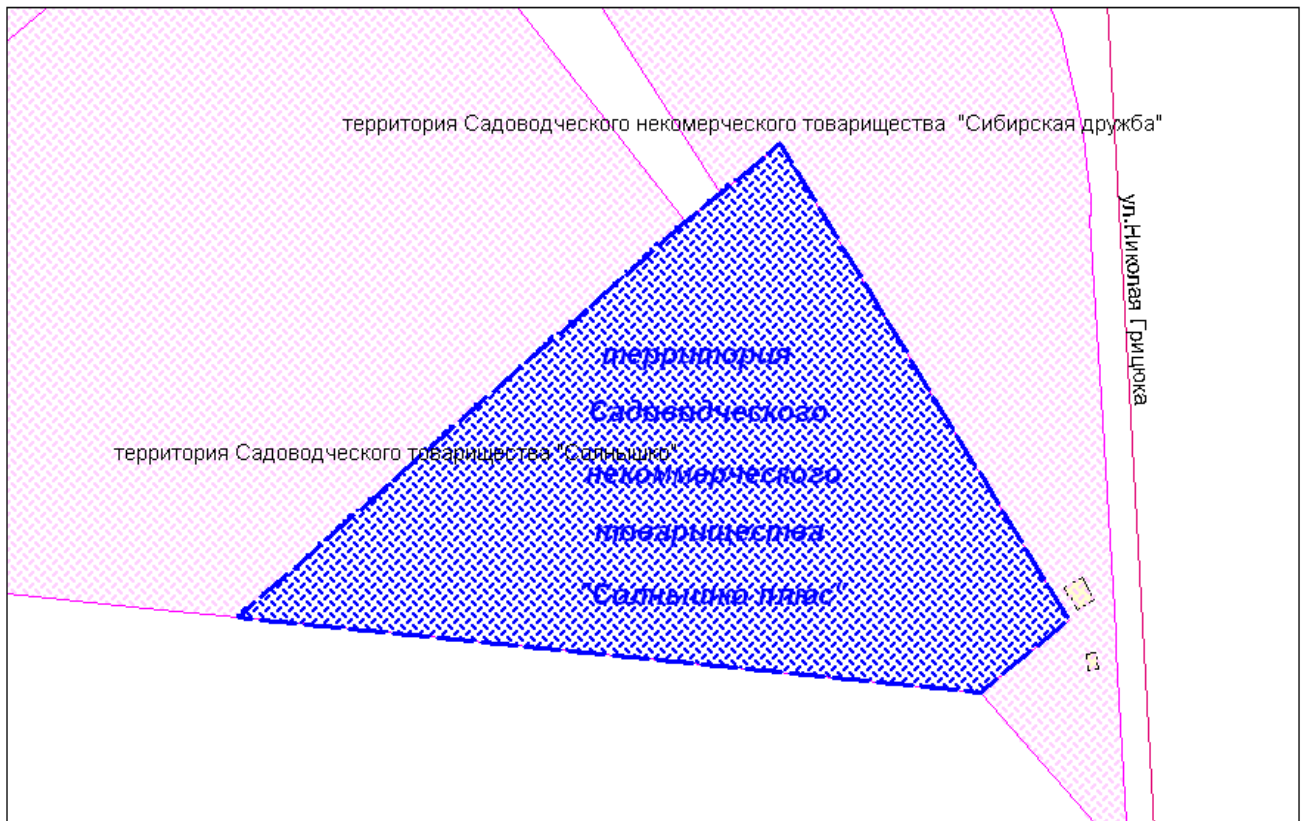 территория Садоводческого некомерческого товарищества "Сибирская дружба"
ул.Николая Грицюка
территория
Садоводческого
территория Садоводческого товарищества "Солнышко"
некоммерческого
товарищества
"Солнышко плюс"